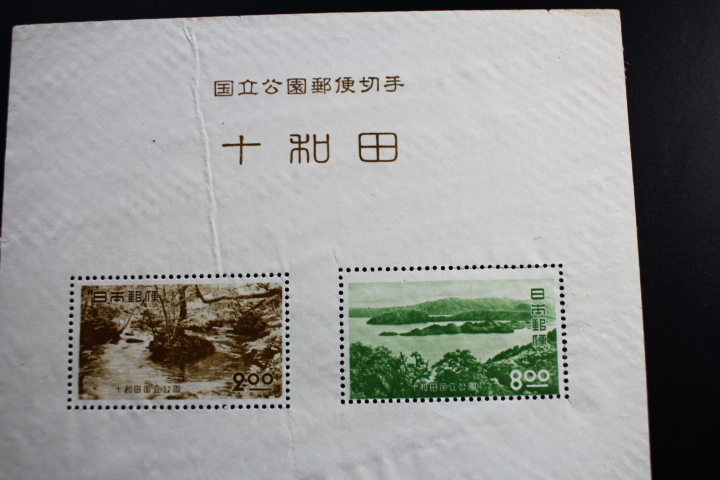 国立公園郵便切手
十和田
日本郵便
2.00
十和田国立公園
日本郵便
8.00
十和田国立公園